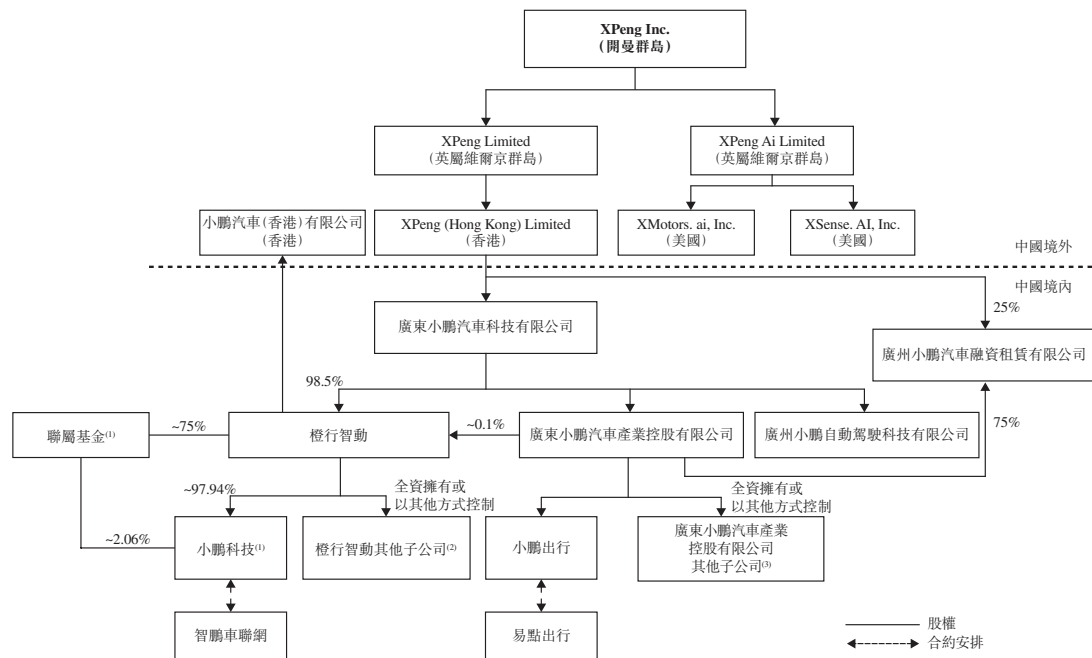 XPeng Inc.
(開曼群島)
XPeng Limited
(英屬維爾京群島)
XPeng Ai Limited
(英屬維爾京群島)
小鵬汽車(香港)有限公司
(香港)
XPeng (Hong Kong) Limited
(香港)
XMotors. ai, Inc.
(美國)
XSense. AI, Inc.
(美國)
中國境外
中國境內
廣東小鵬汽車科技有限公司
25%
廣州小鵬汽車融資租賃有限公司
98.5%
聯屬基金(1)
~75%
橙行智動
~0.1%
廣東小鵬汽車產業控股有限公司
廣州小鵬自動駕駛科技有限公司
75%
~97.94%
全資擁有或
以其他方式控制
全資擁有或
以其他方式控制
~2.06%
小鵬科技(1)
橙行智動其他子公司(2)
小鵬出行
廣東小鵬汽車產業
控股有限公司
其他子公司(3)
智鵬車聯網
易點出行
股權
合約安排